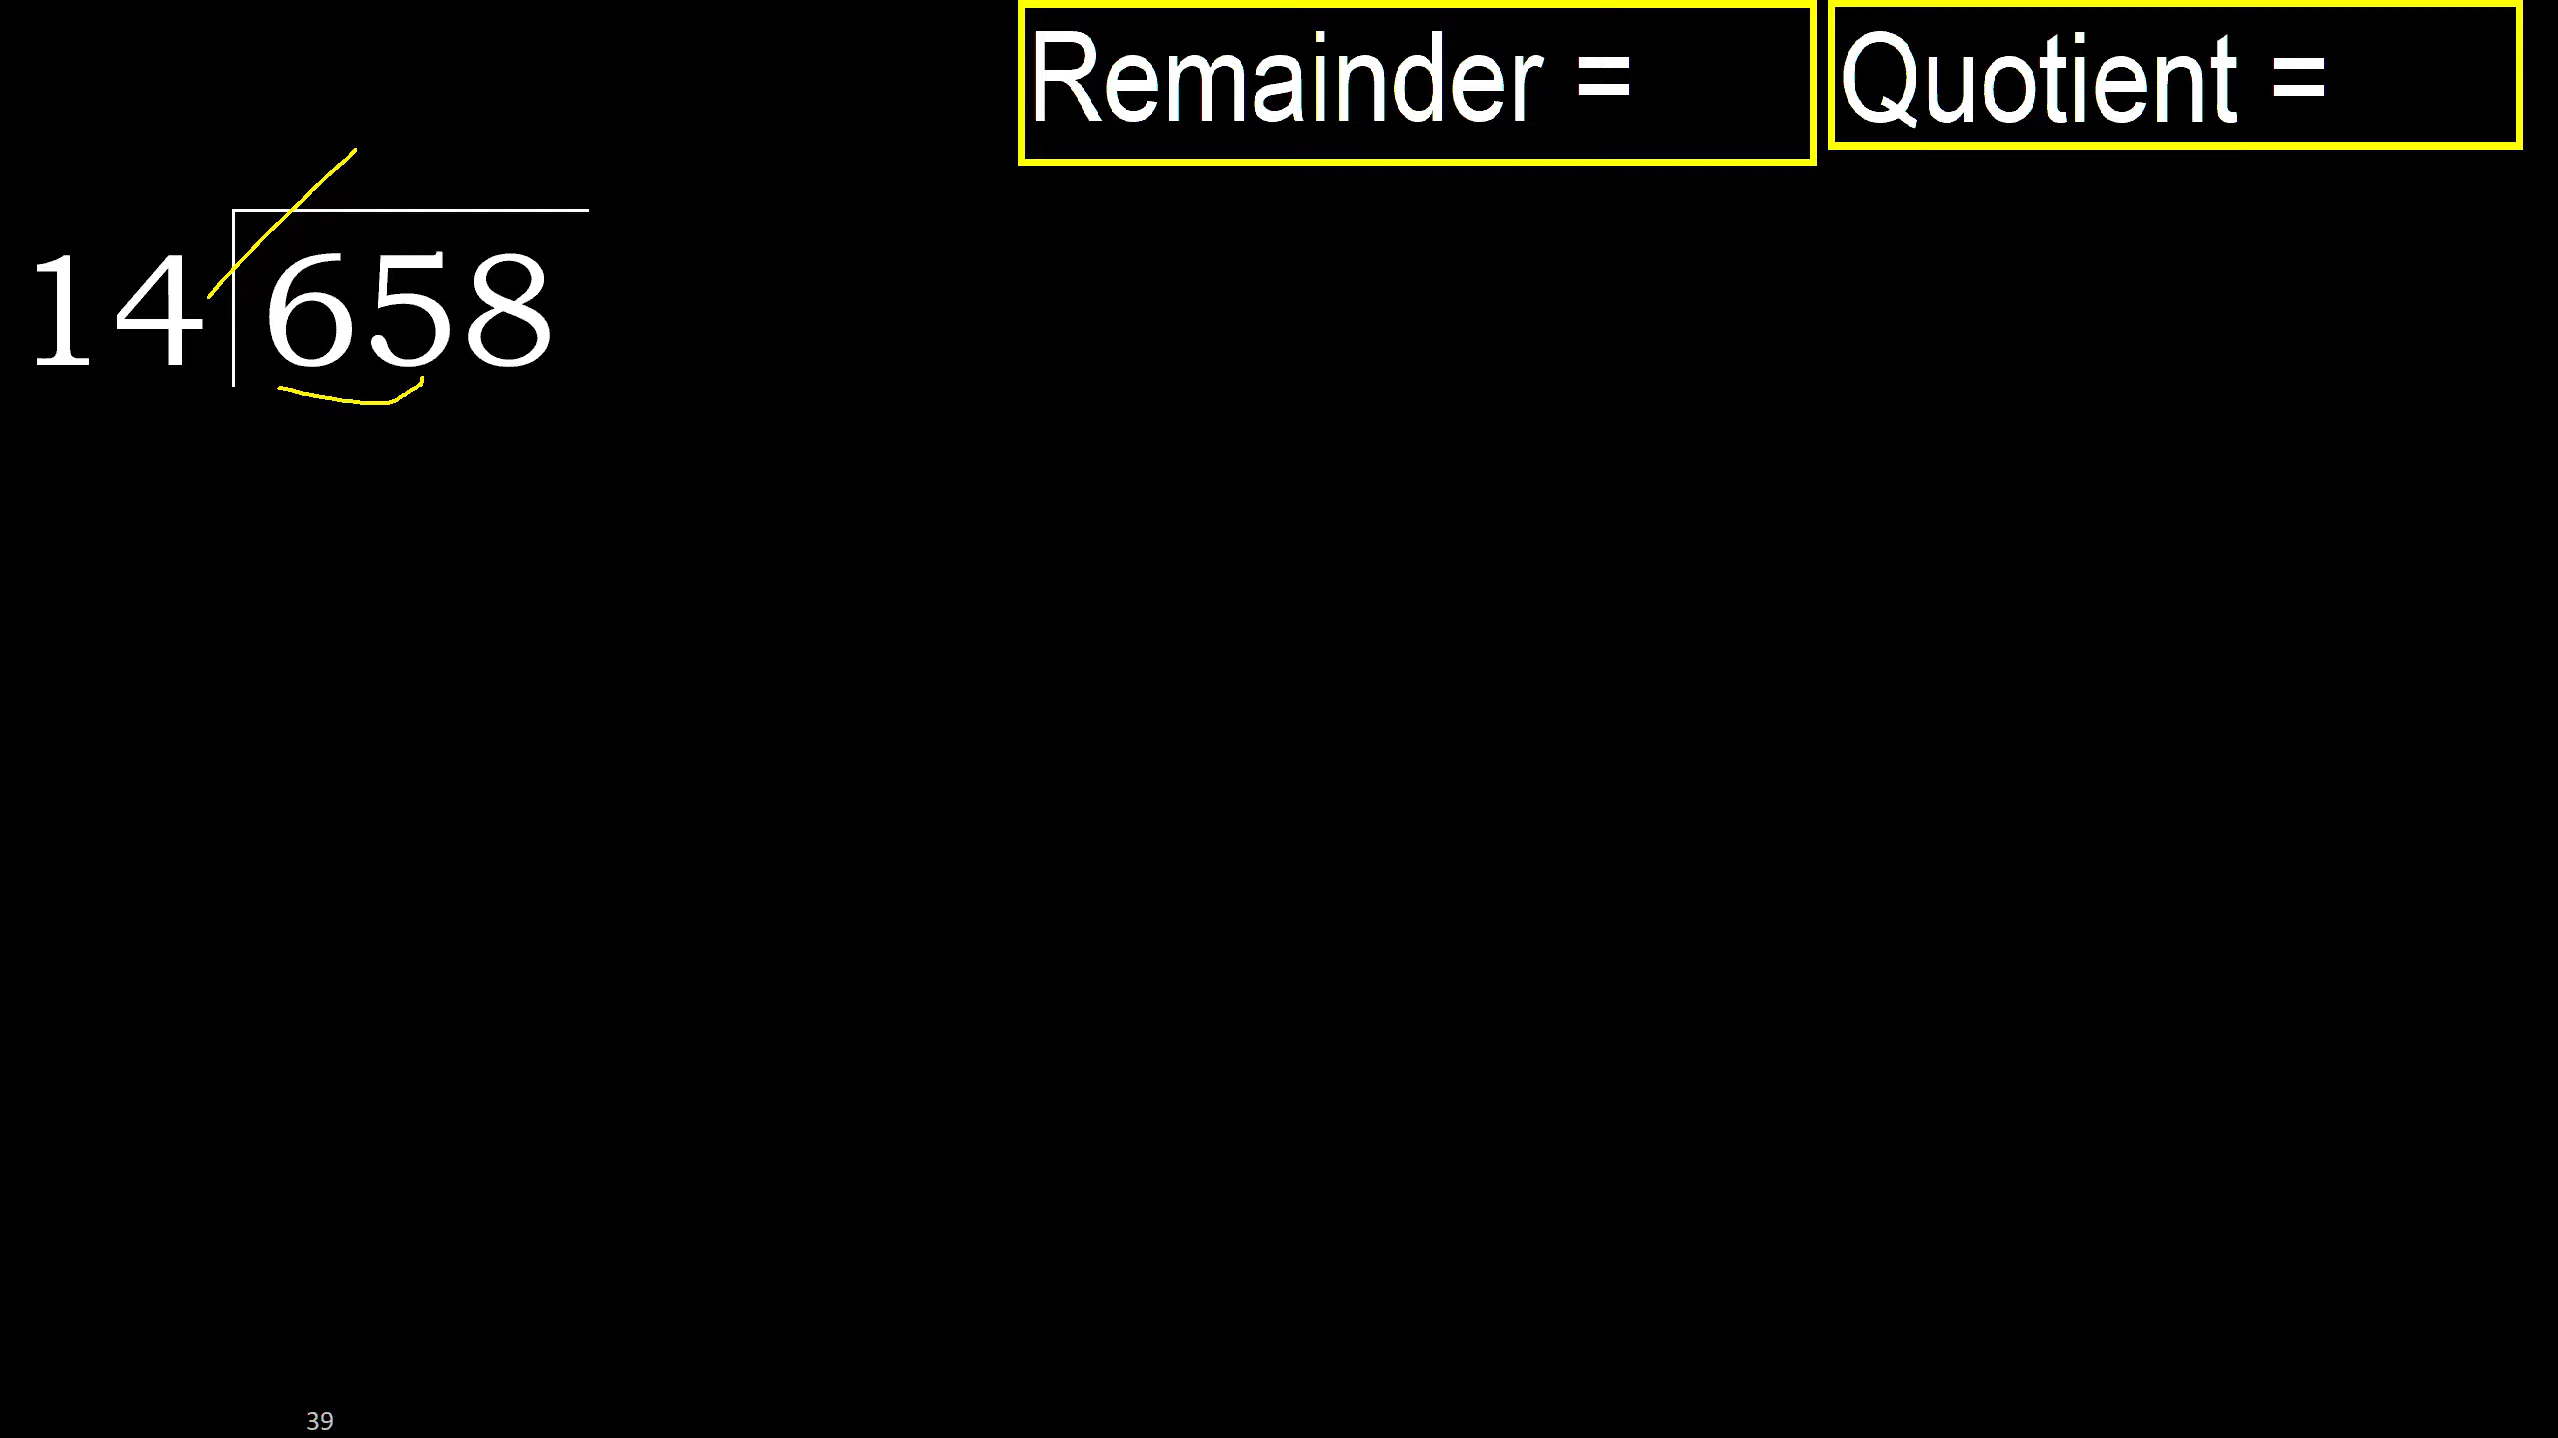 Remainder =
Quotient =
14 658
39